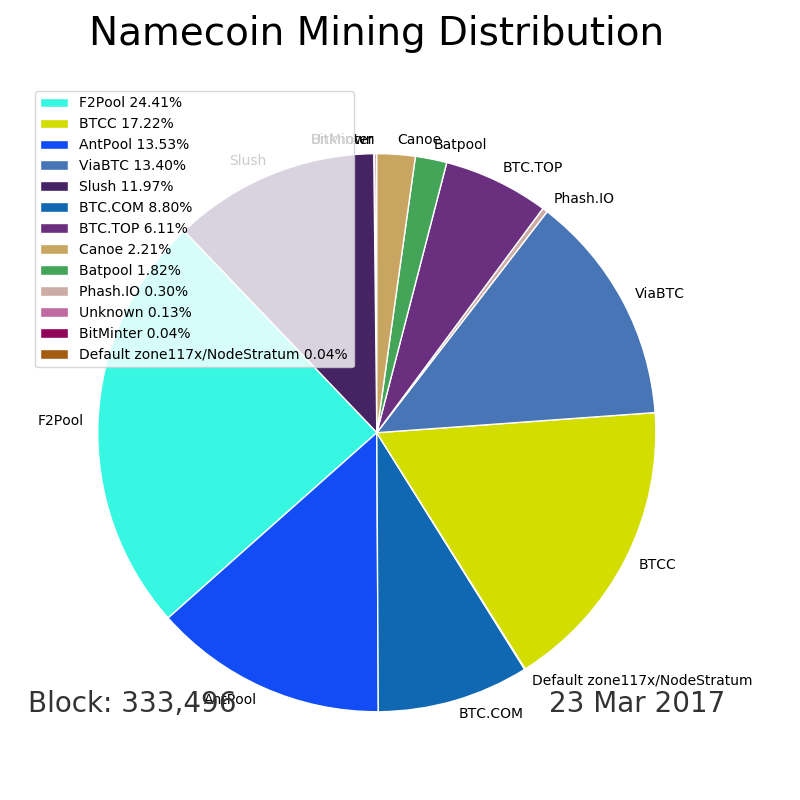 Namecoin Mining Distribution
F2Pool 24.41%
BTCC 17.22%
AntPool 13.53%
ViaBTC 13.40%
Slush 11.97%
BTC.COM 8.80%
BTC.TOP 6.11%
Canoe 2.21%
Batpool 1.82%
Phash.IO 0.30%
Unknown 0.13%
BitMinter 0.04%
Default zone117x/NodeStratum 0.04%
Canoe
Batpool
Slush
BTC.TOP
Phash.IO
ViaBTC
F2Pool
BTCC
Default zone117x/NodeStratum
AntPool
BTC.COM
Block: 333,496
23 Mar 2017